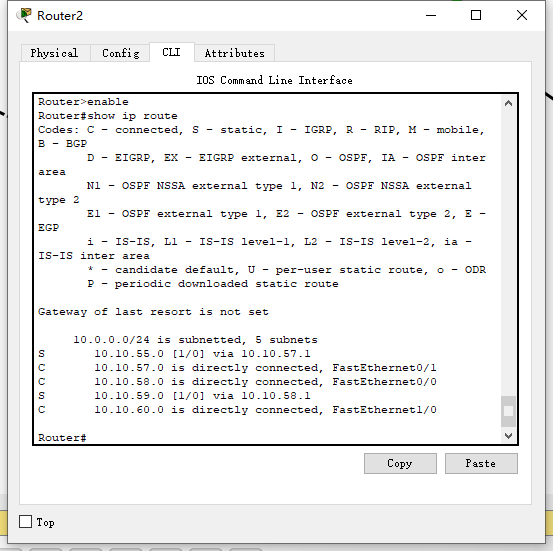 Router2
Physical Config CLI Attributes
IOS Command Line Interface
Router>enable
Router#show ip route
Codes: C - connected, S - static, I - IGRP, R - RIP, M - mobile,
B - BGP
D - EIGRP, EX - EIGRP external, O - OSPF, IA - OSPF inter
area
N1 - OSPF NSSA external type 1, N2 - OSPF NSSA external
type 2
E1 - OSPF external type 1, E2 - OSPF external type 2, E -
EGP
i - IS-IS, L1 - IS-IS level-1, L2 - IS-IS level-2, ia -
IS-IS inter area
* - candidate default, U - per-user static route, o - ODR
P - periodic downloaded static route
Gateway of last resort is not set
10.0.0.0/24 is subnetted, 5 subnets
S 10.10.55.0 [1/0] via 10.10.57.1
C 10.10.57.0 is directly connected, FastEthernet0/1
C 10.10.58.0 is directly connected, FastEthernet0/0
S 10.10.59.0 [1/0] via 10.10.58.1
C 10.10.60.0 is directly connected, FastEthernet1/0
Router#
Copy Paste
Top